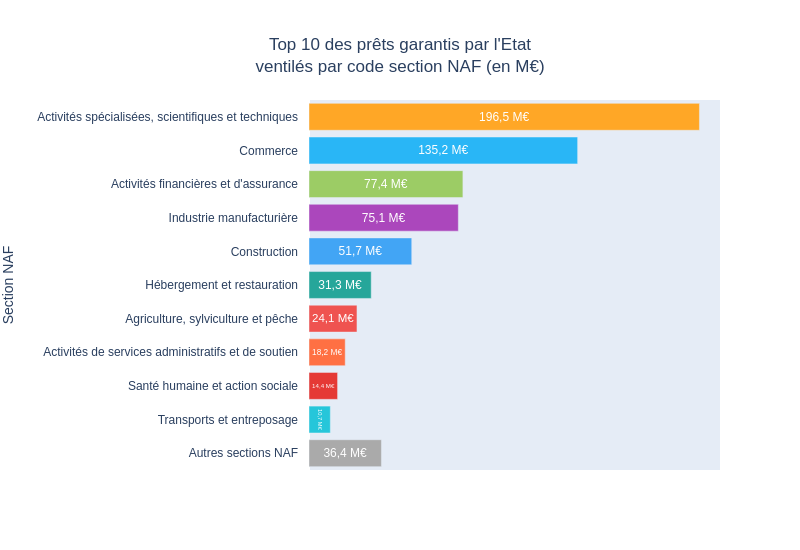 Top 10 des prêts garantis par l'Etat
ventilés par code section NAF (en M€)
Section NAF
Activités spécialisées, scientifiques et techniques 196,5 M€
Commerce 135,2 M€
Activités financières et d'assurance 77,4 M€
Industrie manufacturière 75,1 M€
Construction 51,7 M€
Hébergement et restauration 31,3 M€
Agriculture, sylviculture et pêche 24,1 M€
Activités de services administratifs et de soutien 18,2 M€
Santé humaine et action sociale 14,4 M€
Transports et entreposage 10,7 M€
Autres sections NAF 36,4 M€